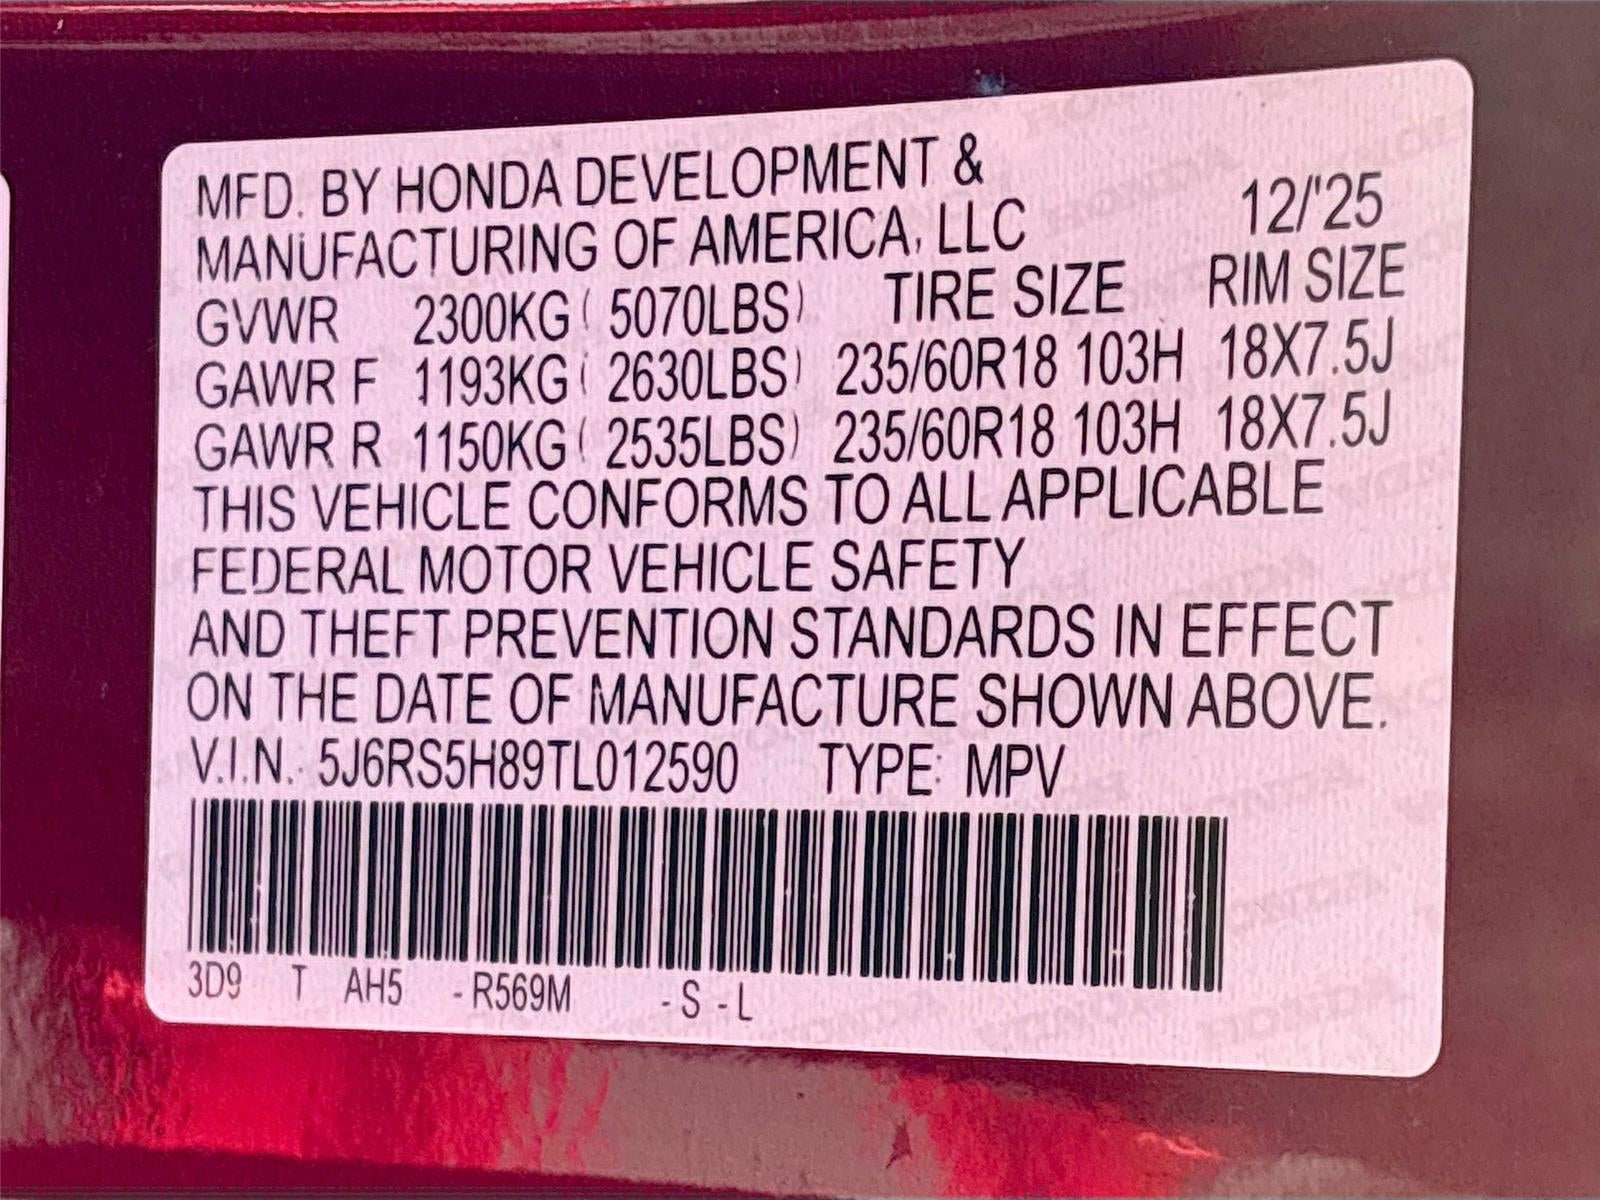 MFD. BY HONDA DEVELOPMENT &
MANUFACTURING OF AMERICA, LLC 12/'25
GVWR 2300KG ( 5070LBS) TIRE SIZE RIM SIZE
GAWR F 1193KG ( 2630LBS) 235/60R18 103H 18X7.5J
GAWR R 1150KG ( 2535LBS) 235/60R18 103H 18X7.5J
THIS VEHICLE CONFORMS TO ALL APPLICABLE
FEDERAL MOTOR VEHICLE SAFETY
AND THEFT PREVENTION STANDARDS IN EFFECT
ON THE DATE OF MANUFACTURE SHOWN ABOVE.
V.I.N.: 5J6RS5H89TL012590 TYPE: MPV
3D9 T AH5 - R569M - S - L